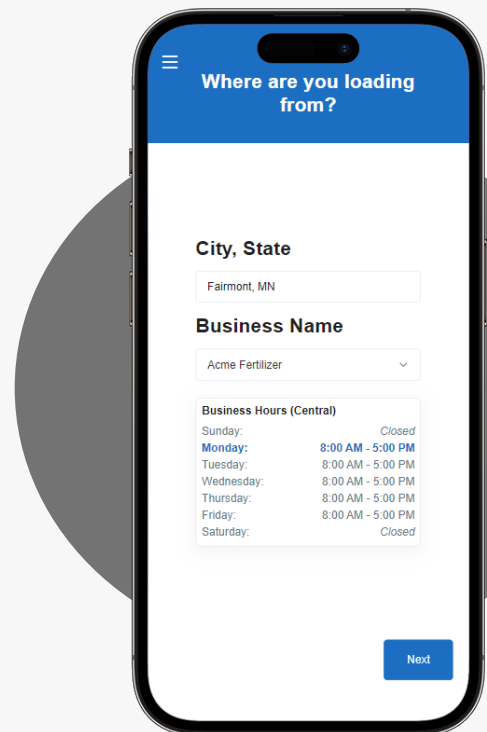 Where are you loading
from?
City, State
Fairmont, MN
Business Name
Acme Fertilizer
Business Hours (Central)
Sunday: Closed
Monday: 8:00 AM - 5:00 PM
Tuesday: 8:00 AM - 5:00 PM
Wednesday: 8:00 AM - 5:00 PM
Thursday: 8:00 AM - 5:00 PM
Friday: 8:00 AM - 5:00 PM
Saturday: Closed
Next